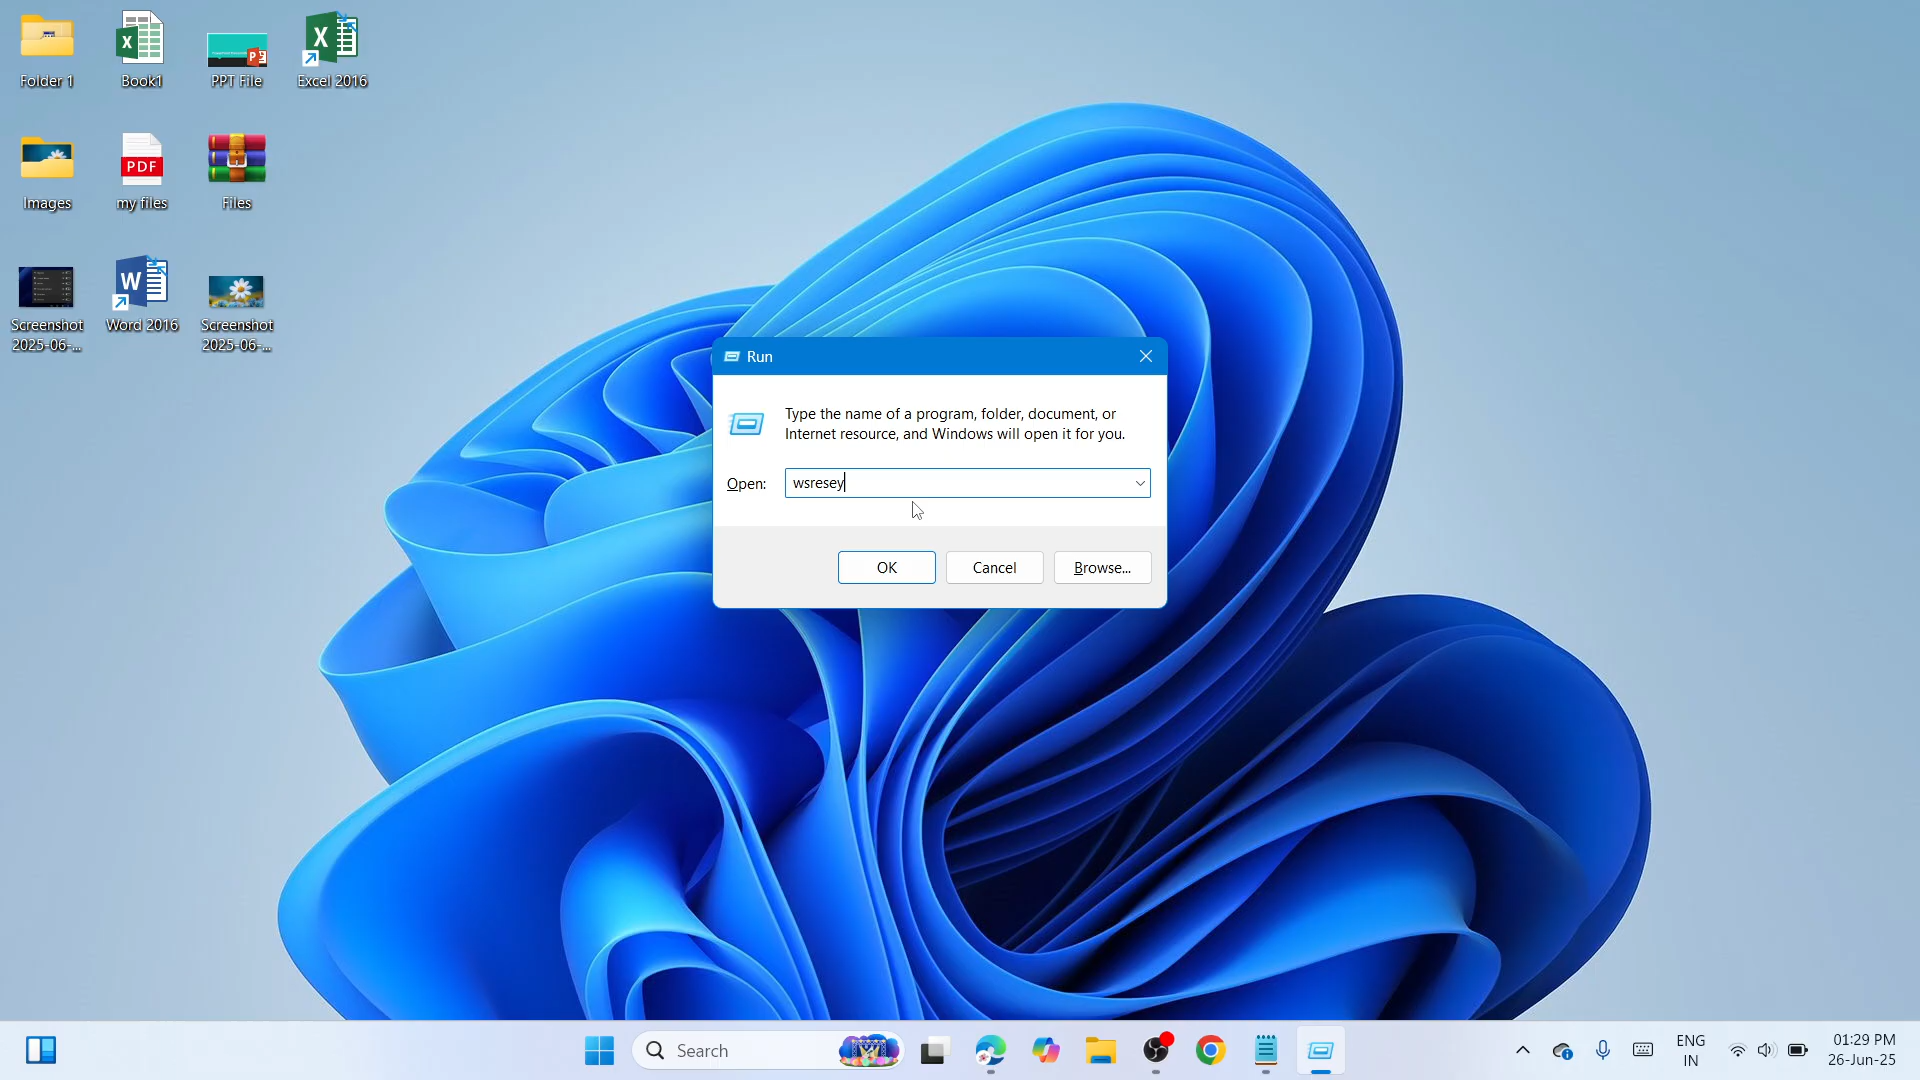 Folder 1
Book1
PPT File
Excel 2016
Images
PDF
my files
Files
Screenshot
2025-06-...
Word 2016
Screenshot
2025-06-...
Run
Type the name of a program, folder, document, or
Internet resource, and Windows will open it for you.
Open:
wsresey
OK
Cancel
Browse...
Search
ENG
IN
01:29 PM
26-Jun-25